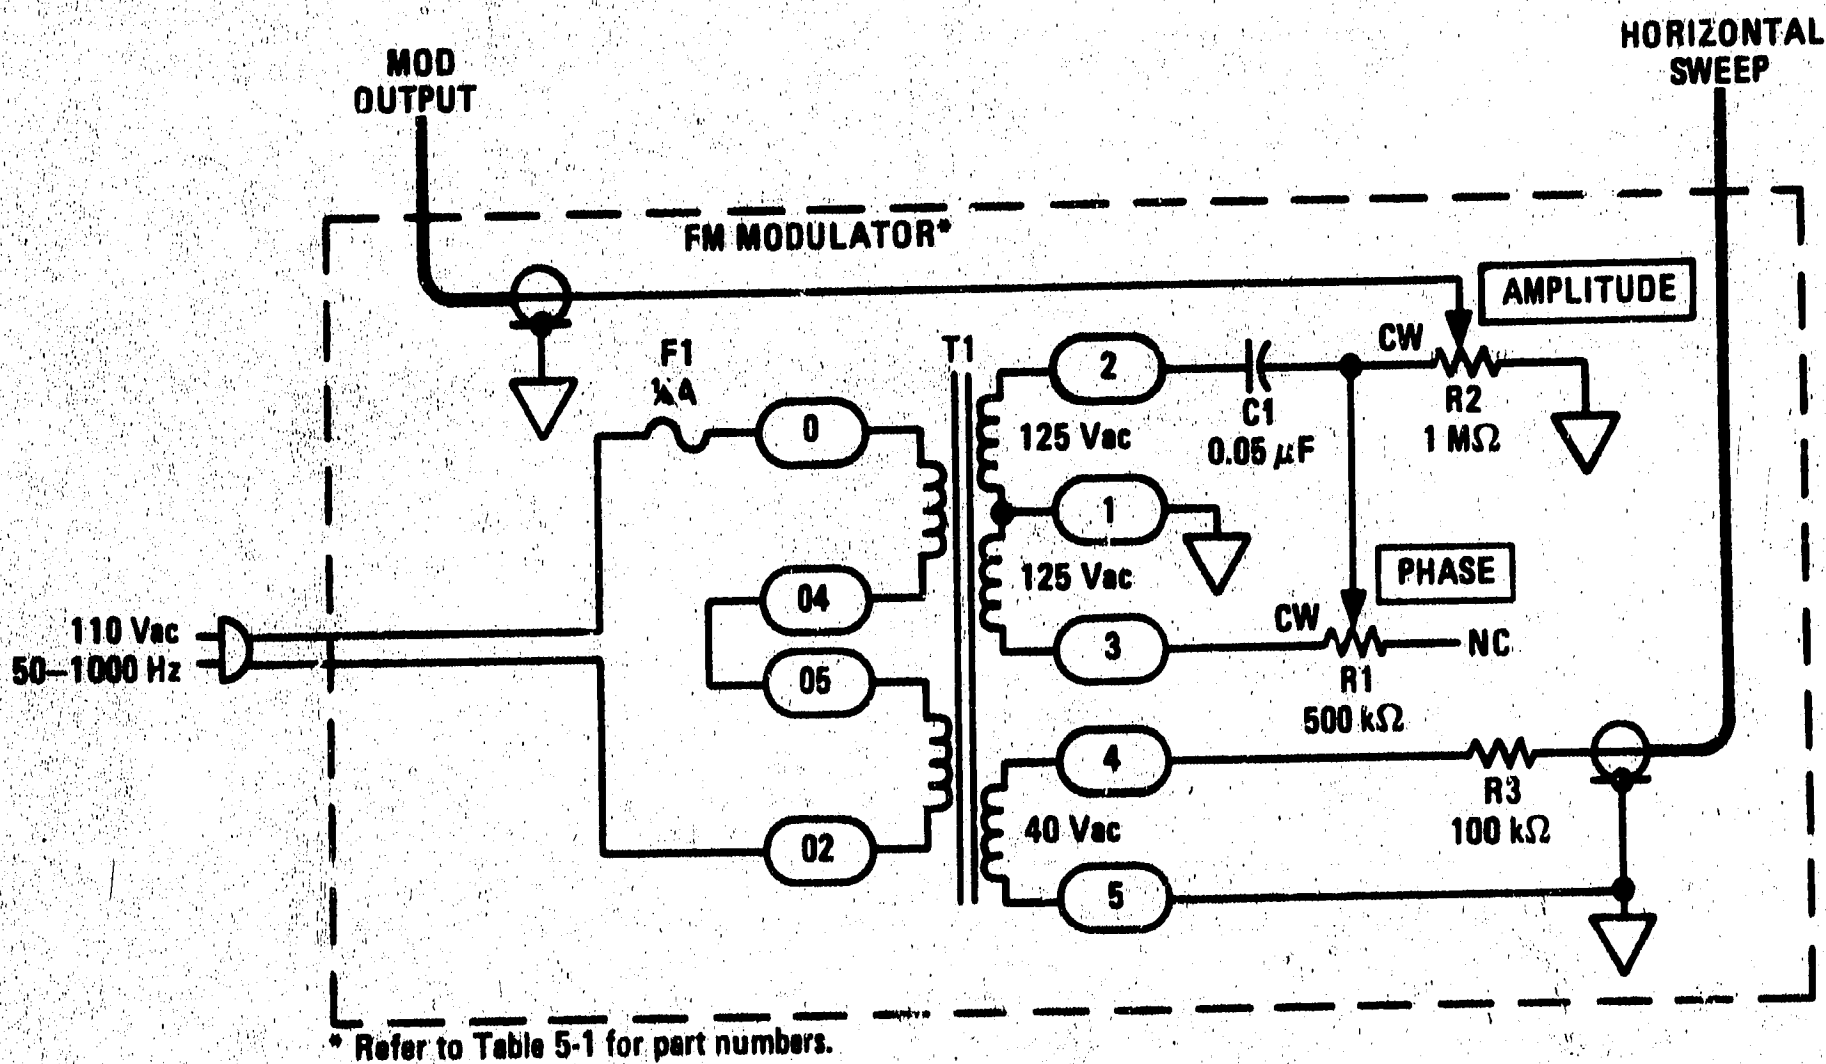 HORIZONTAL
SWEEP
MOD
OUTPUT
FM MODULATOR*
AMPLITUDE
CW
T1
F1
A
2
0
C1
0.05 μF
R2
1 MΩ
125 Vac
1
125 Vac
PHASE
04
CW
3
NC
110 Vac
50–1000 Hz
05
R1
500 kΩ
4
R3
100 kΩ
40 Vac
02
5
* Refer to Table 5-1 for part numbers.